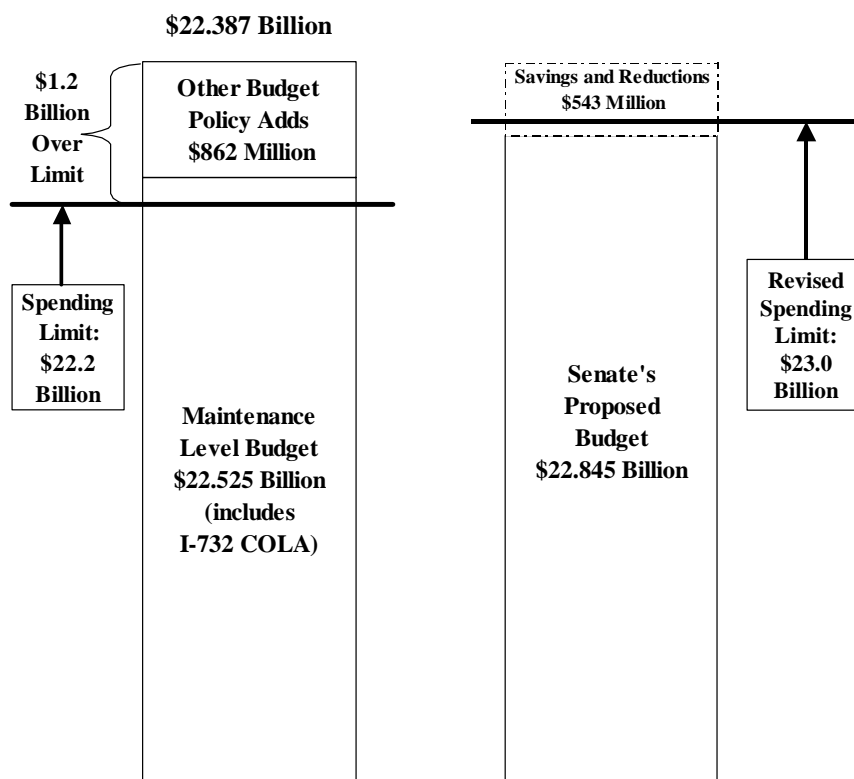 $22.387 Billion
$1.2
Billion
Over
Limit
Other Budget
Policy Adds
$862 Million
Spending
Limit:
$22.2
Billion
Maintenance
Level Budget
$22.525 Billion
(includes
I-732 COLA)
Savings and Reductions
$543 Million
Senate's
Proposed
Budget
$22.845 Billion
Revised
Spending
Limit:
$23.0
Billion